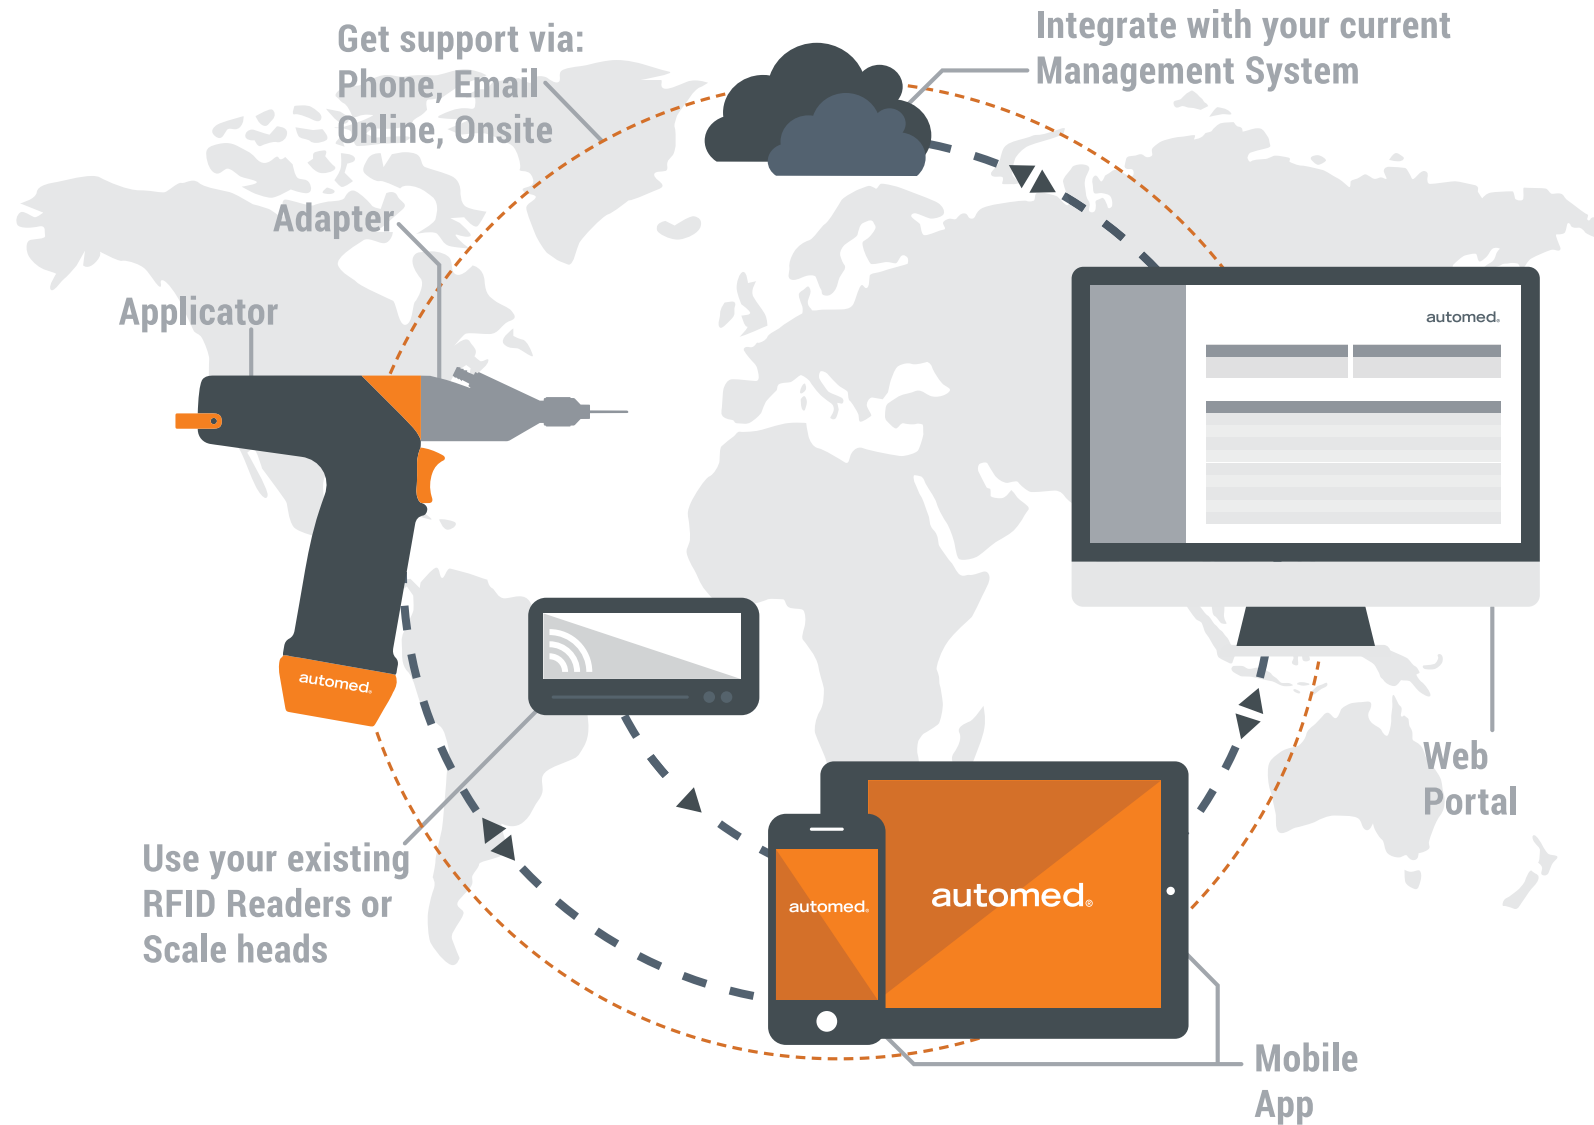 Get support via:
Phone, Email
Online, Onsite
Integrate with your current
Management System
Adapter
Applicator
automed.
automed®
Use your existing
RFID Readers or
Scale heads
automed.
automed®
Web
Portal
Mobile
App